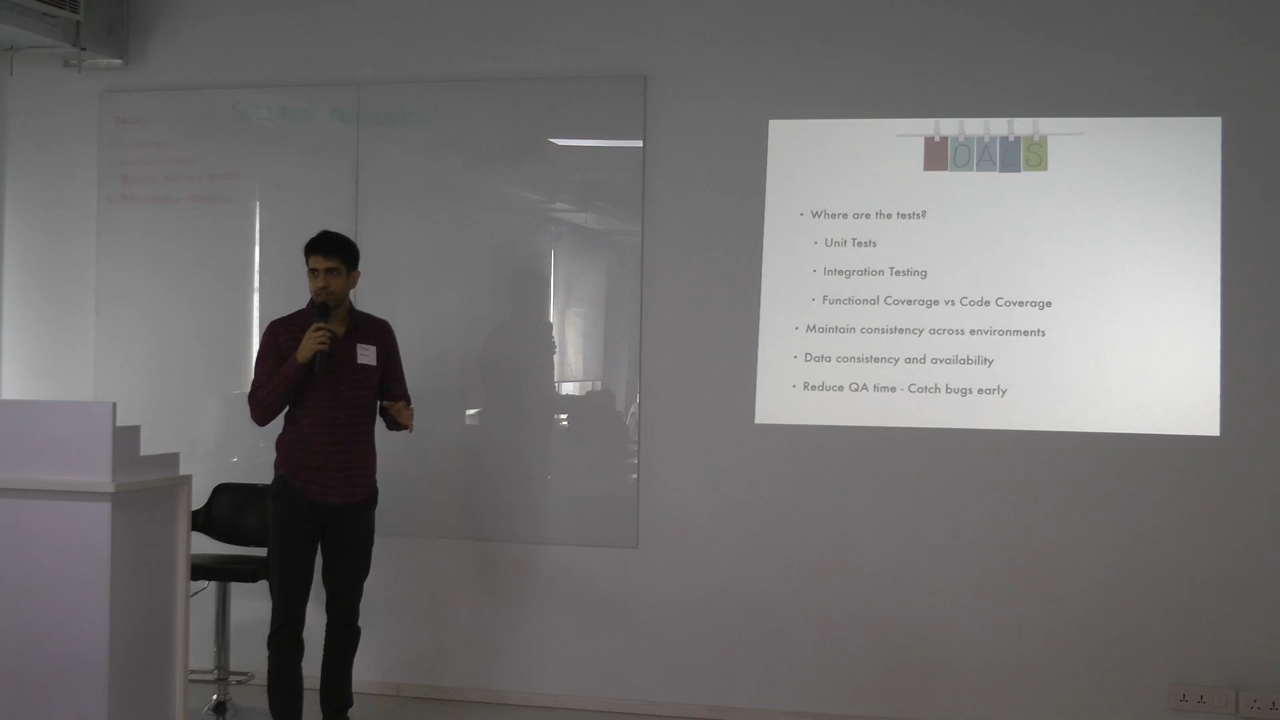 OALS
• Where are the tests?
• Unit Tests
• Integration Testing
• Functional Coverage vs Code Coverage
• Maintain consistency across environments
• Data consistency and availability
• Reduce QA time - Catch bugs early